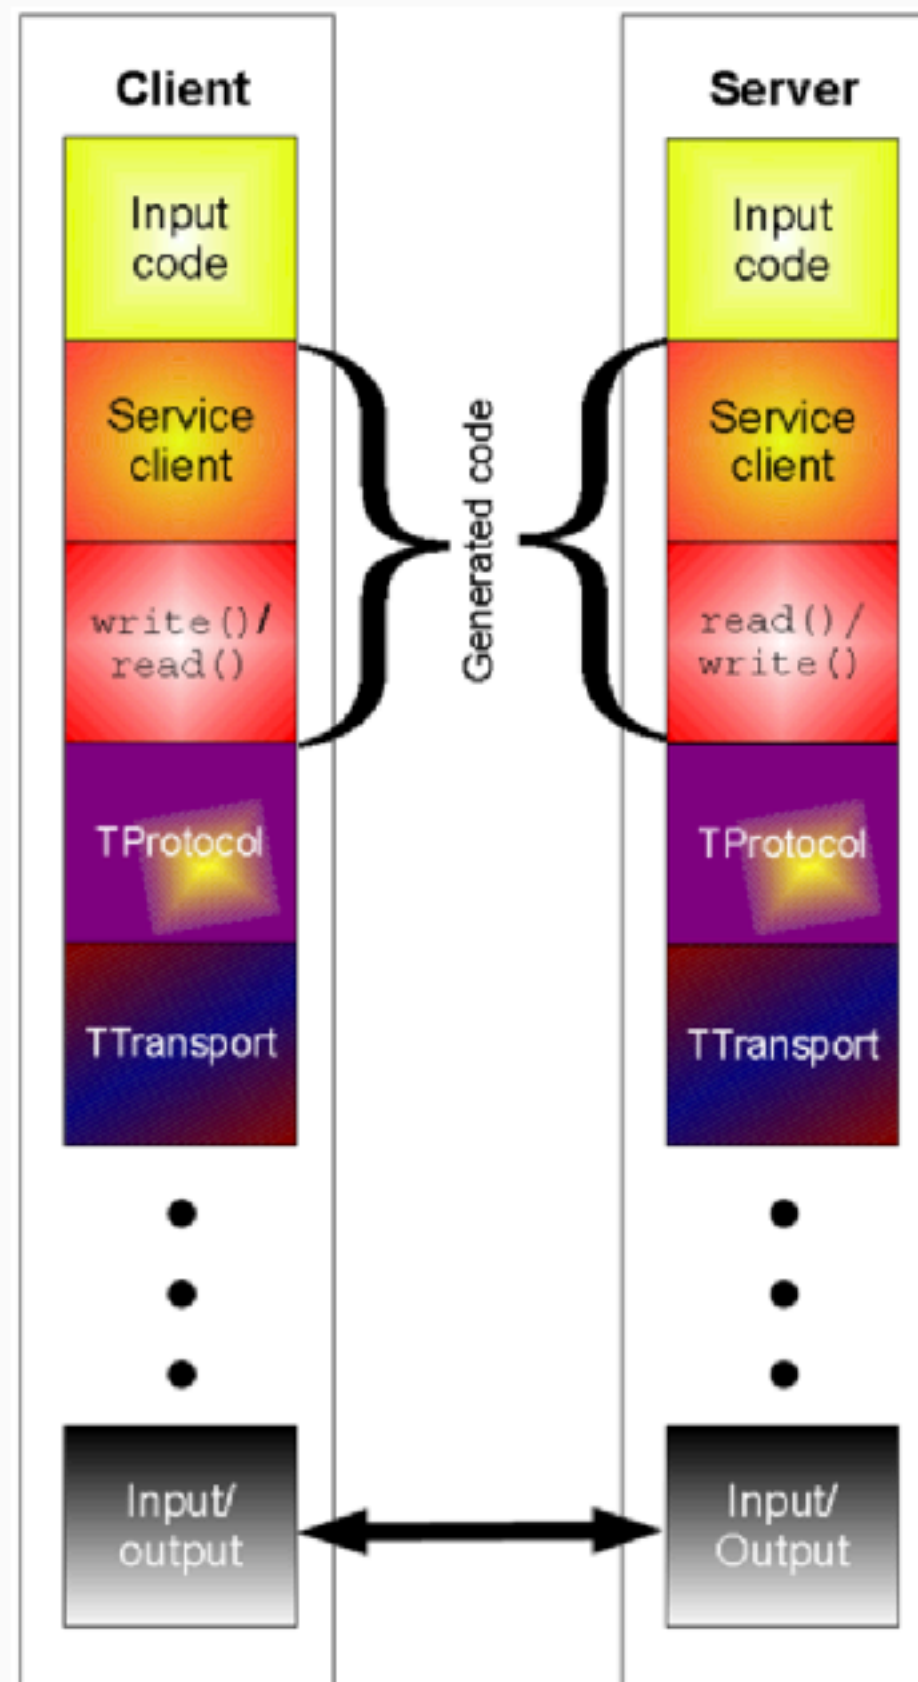 Client
Input
code
Service
client
write()/
read()
TProtocol
TTransport
Input/
output
Generated code
Server
Input
code
Service
client
read()/
write()
TProtocol
TTransport
Input/
Output